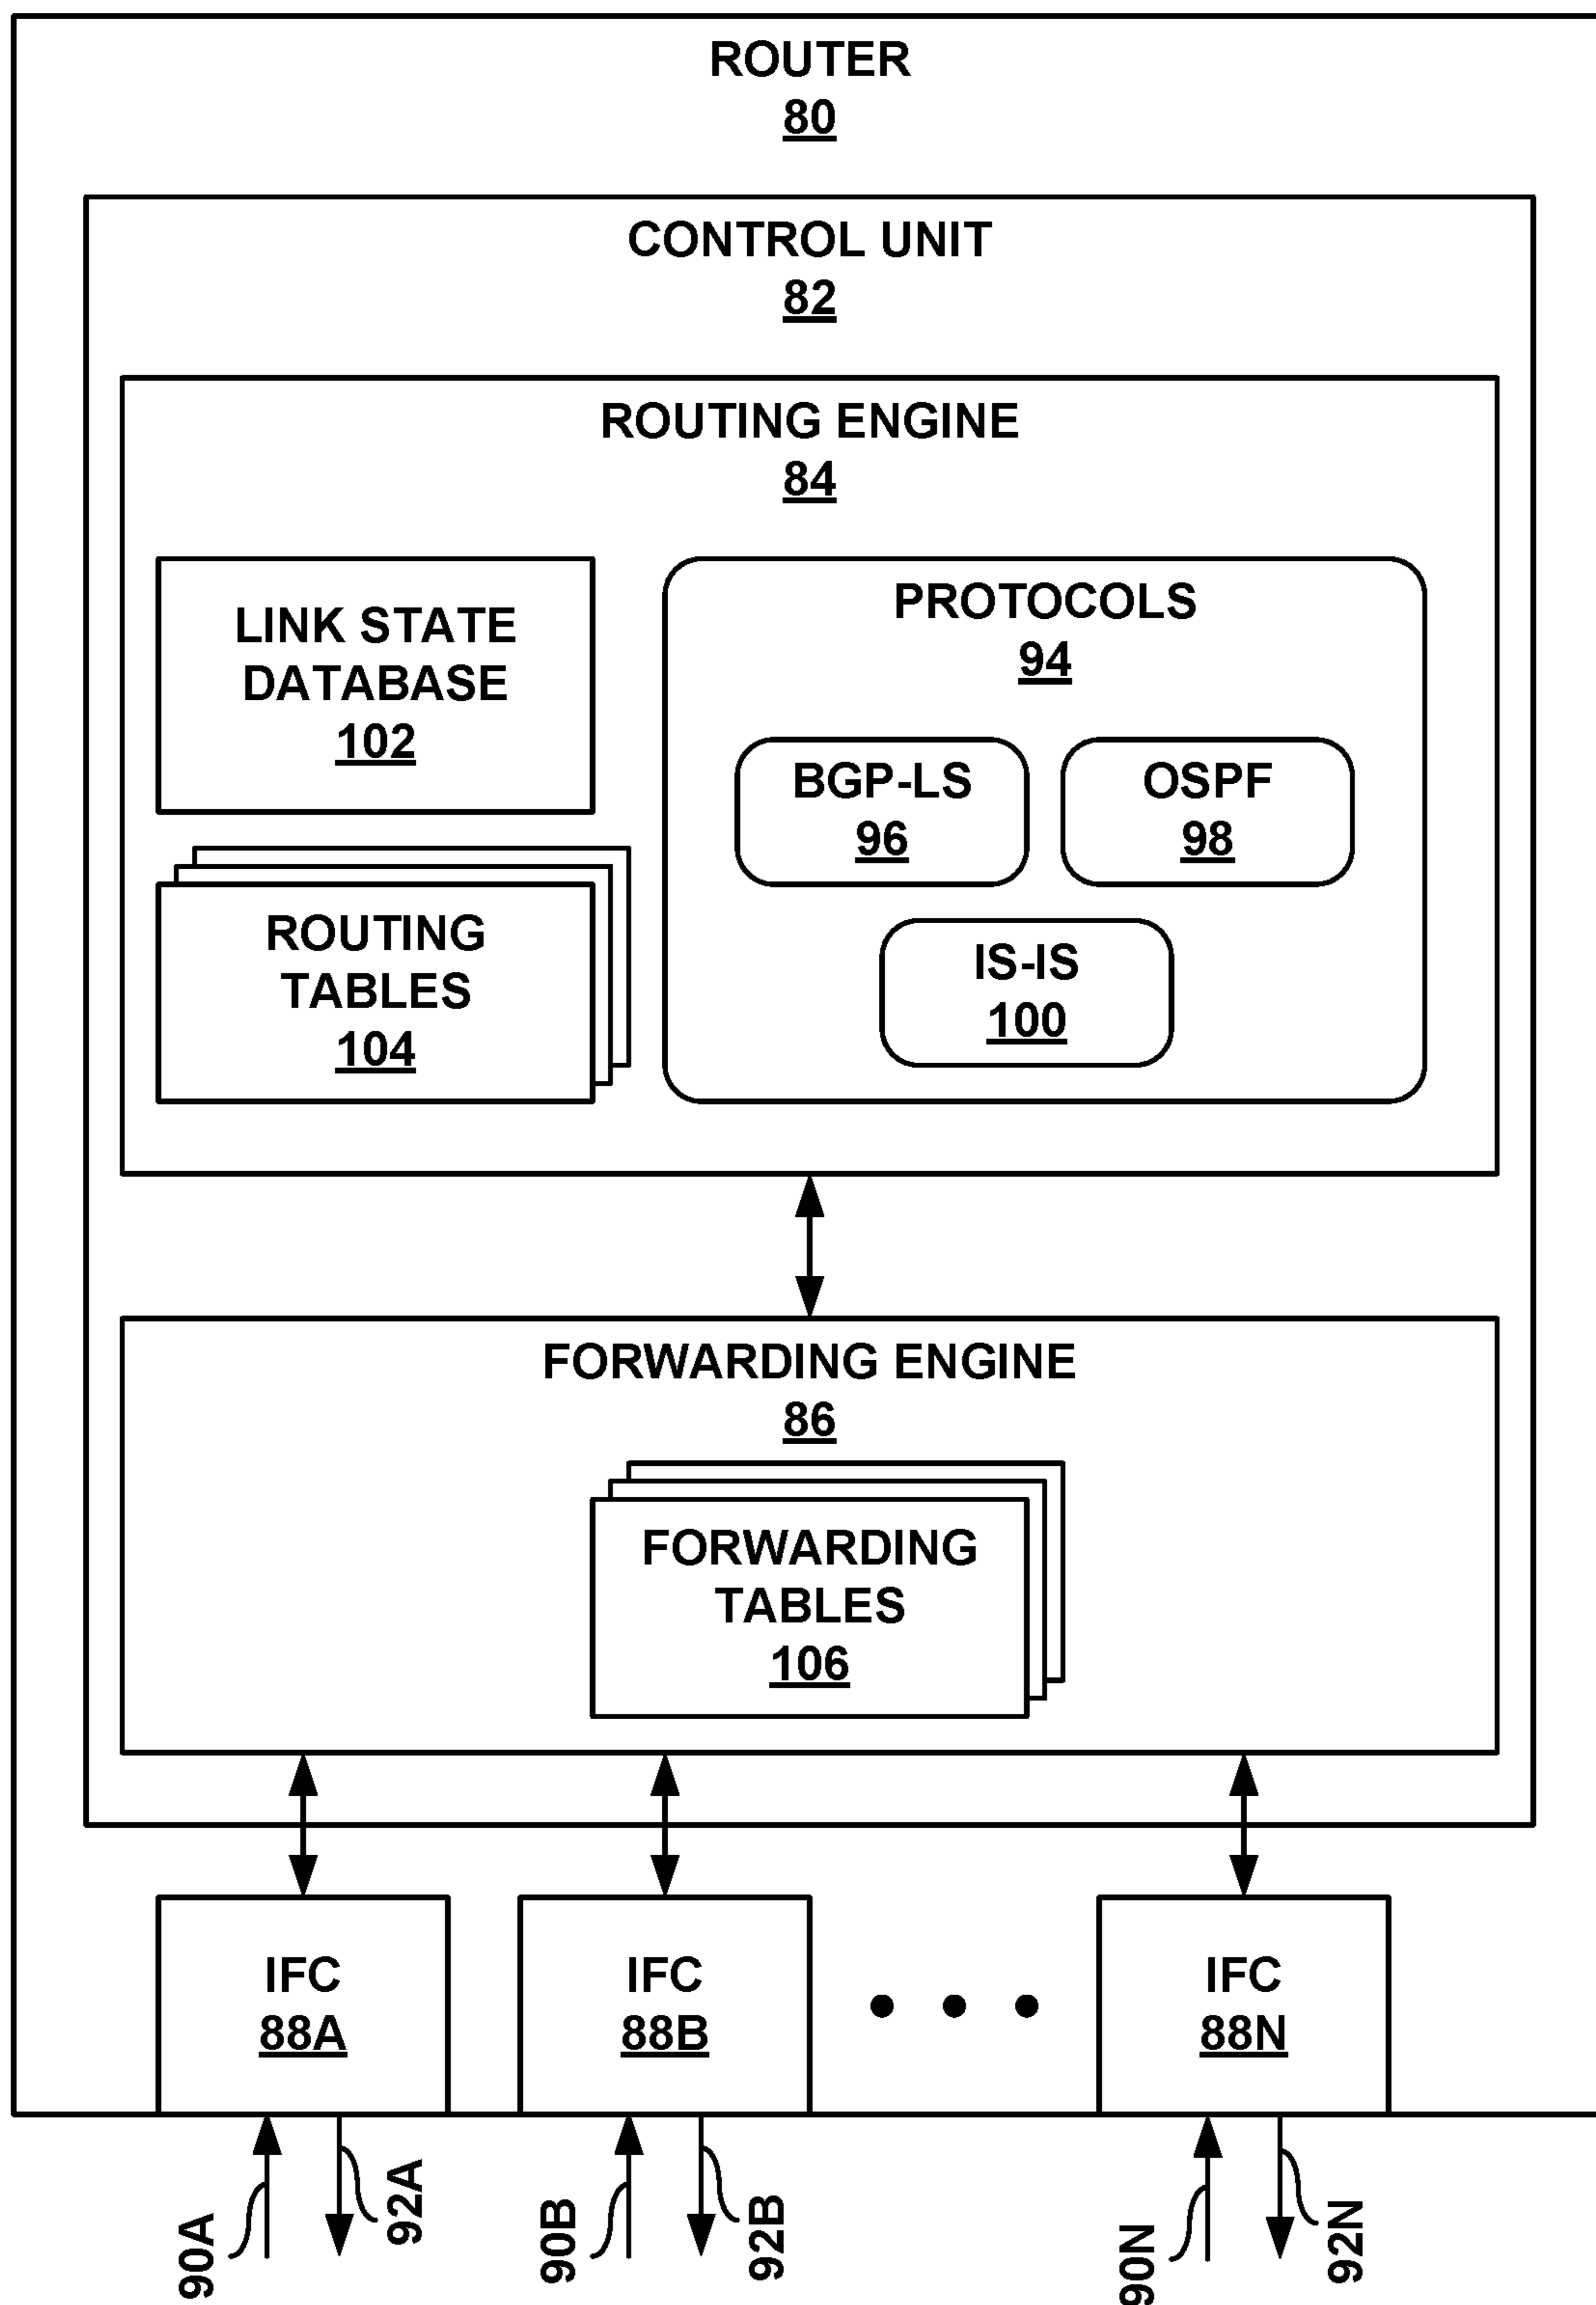 ROUTER
80
CONTROL UNIT
82
ROUTING ENGINE
84
LINK STATE
DATABASE
102
PROTOCOLS
94
BGP-LS
96
OSPF
98
IS-IS
100
ROUTING
TABLES
104
FORWARDING ENGINE
86
FORWARDING
TABLES
106
IFC
88A
IFC
88B
IFC
88N
90A
92A
90B
92B
90N
92N